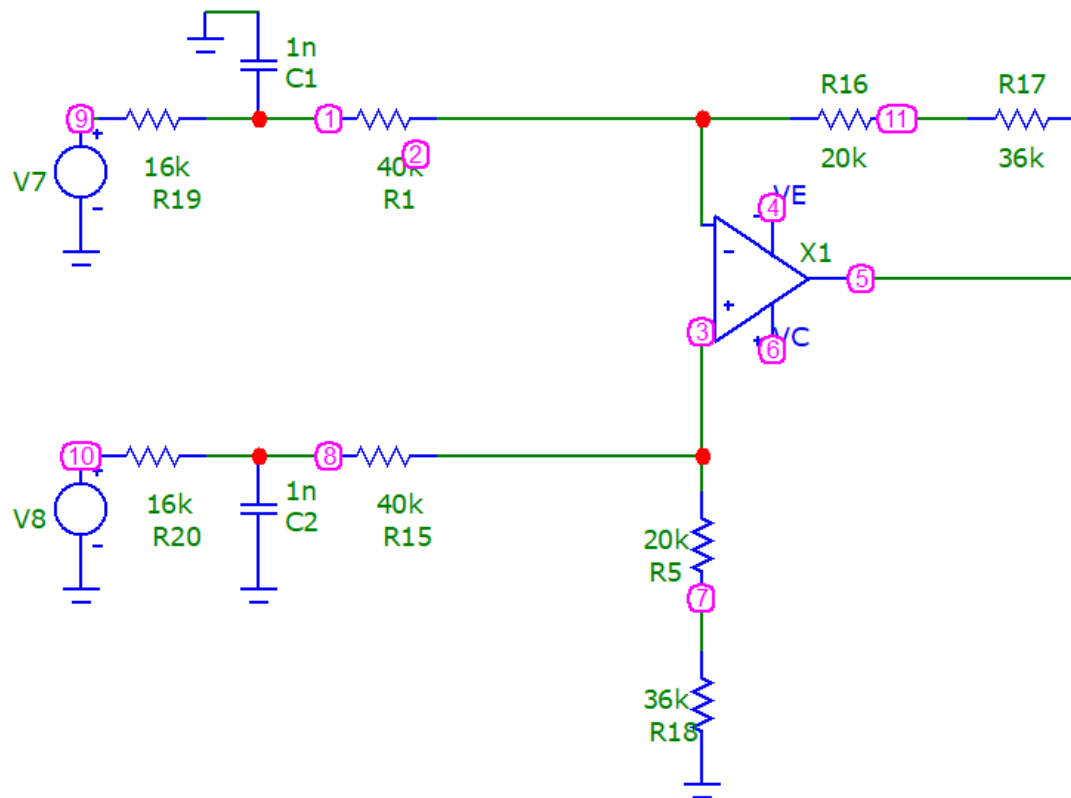 1n
C1
R16
R17
9
1
11
+
16k
2
40k
20k
36k
V7
-
R19
R1
VE
4
-
X1
-
5
+
3
+
VC
6
10
8
+
16k
1n
40k
V8
C2
-
R20
R15
20k
R5
7
36k
R18